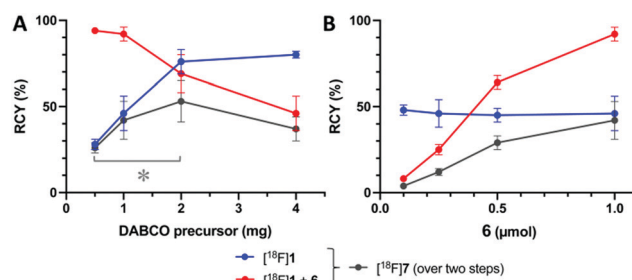 A
B
100
50
0
RCY (%)
0 1 2 3 4
DABCO precursor (mg)
*
100
50
0
RCY (%)
0.0 0.5 1.0
6 (μmol)
[¹⁸F]1
[¹⁸F]1 + 6
[¹⁸F]7 (over two steps)